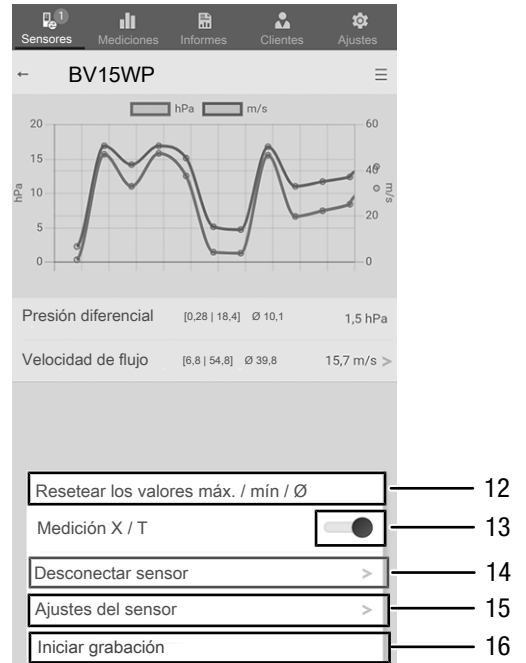 1
Sensores Mediciones Informes Clientes Ajustes
← BV15WP ☰
hPa m/s
20 60
15
40
10
20
5
0 0
hPa
m/s
Presión diferencial [0,28 | 18,4] Ø 10,1 1,5 hPa
Velocidad de flujo [6,8 | 54,8] Ø 39,8 15,7 m/s >
Resetear los valores máx. / mín / Ø 12
Medición X / T 13
Desconectar sensor > 14
Ajustes del sensor > 15
Iniciar grabación 16